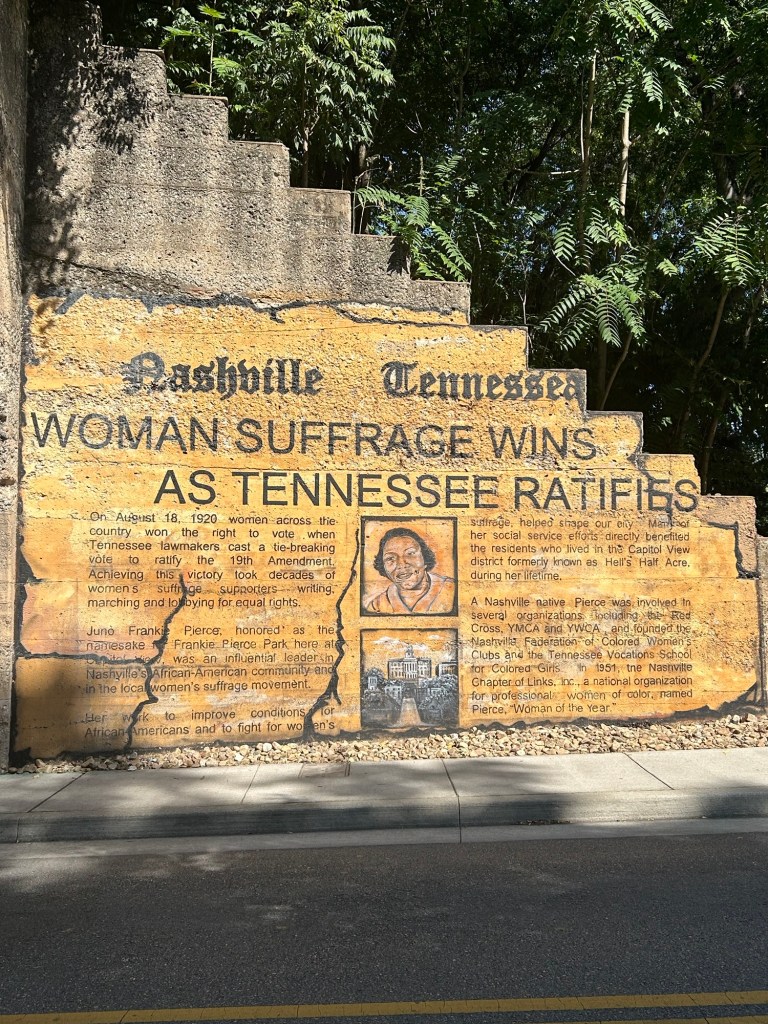 Nashville Tennessee
WOMAN SUFFRAGE WINS
AS TENNESSEE RATIFIES
On August 18, 1920 women across the
country won the right to vote when
Tennessee lawmakers cast a tie-breaking
vote to ratify the 19th Amendment.
Achieving this victory took decades of
women's suffrage supporters writing,
marching and lobbying for equal rights.
Juno Frankie Pierce, honored as the
namesake of Frankie Pierce Park here at
Capitol View was an influential leader in
Nashville's African-American community and
in the local women's suffrage movement.
Her work to improve conditions for
African-Americans and to fight for women's
suffrage, helped shape our city. Many of
her social service efforts directly benefited
the residents who lived in the Capitol View
district formerly known as Hell's Half Acre,
during her lifetime.
A Nashville native Pierce was involved in
several organizations including the Red
Cross, YMCA and YWCA, and founded the
Nashville Federation of Colored Women's
Clubs and the Tennessee Vocations School
for Colored Girls. In 1951, the Nashville
Chapter of Links, Inc., a national organization
for professional women of color, named
Pierce, "Woman of the Year."